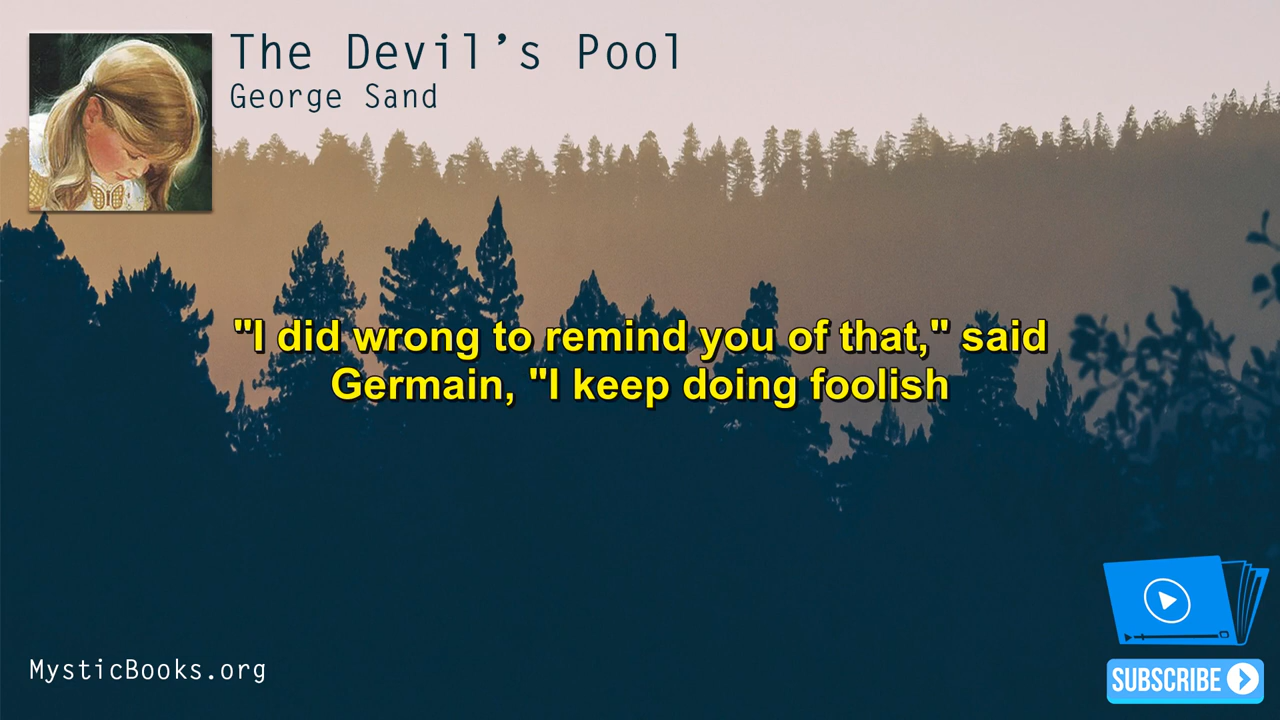 The Devil's Pool
George Sand
"I did wrong to remind you of that," said
Germain, "I keep doing foolish
MysticBooks.org
SUBSCRIBE